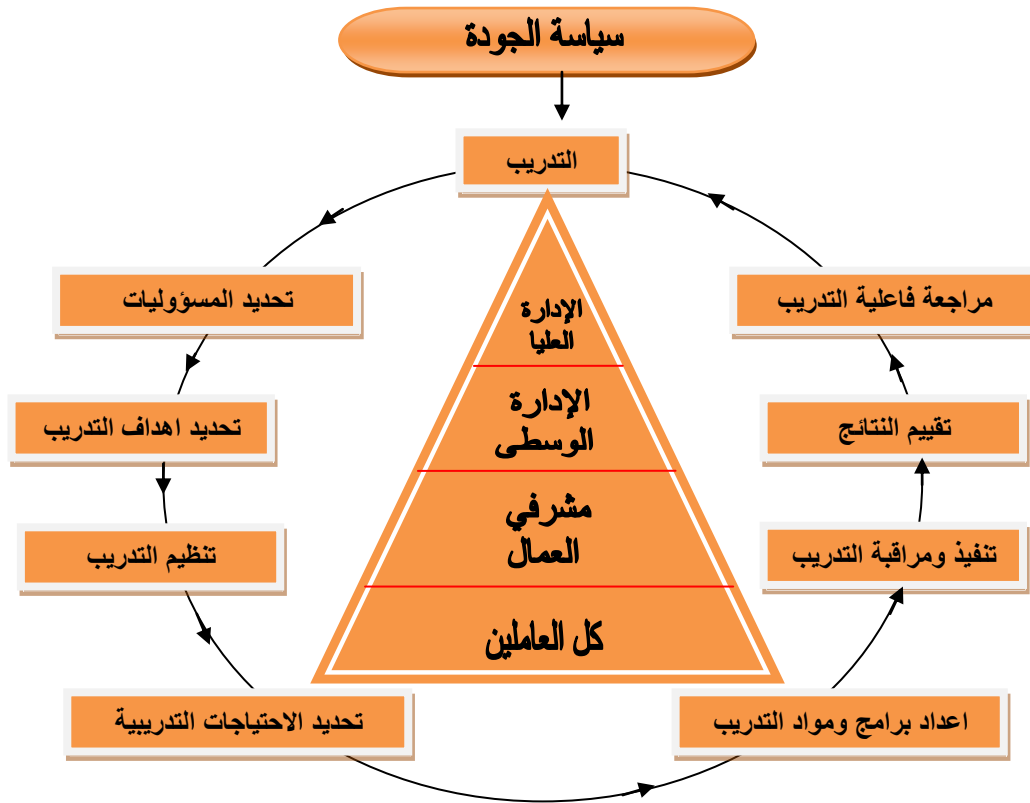 سياسة الجودة
التدريب
تحديد المسؤوليات
تحديد اهداف التدريب
تنظيم التدريب
تحديد الاحتياجات التدريبية
اعداد برامج ومواد التدريب
تنفيذ ومراقبة التدريب
تقييم النتائج
مراجعة فاعلية التدريب
الإدارة
العليا
الإدارة
الوسطى
مشرفي
العمال
كل العاملين